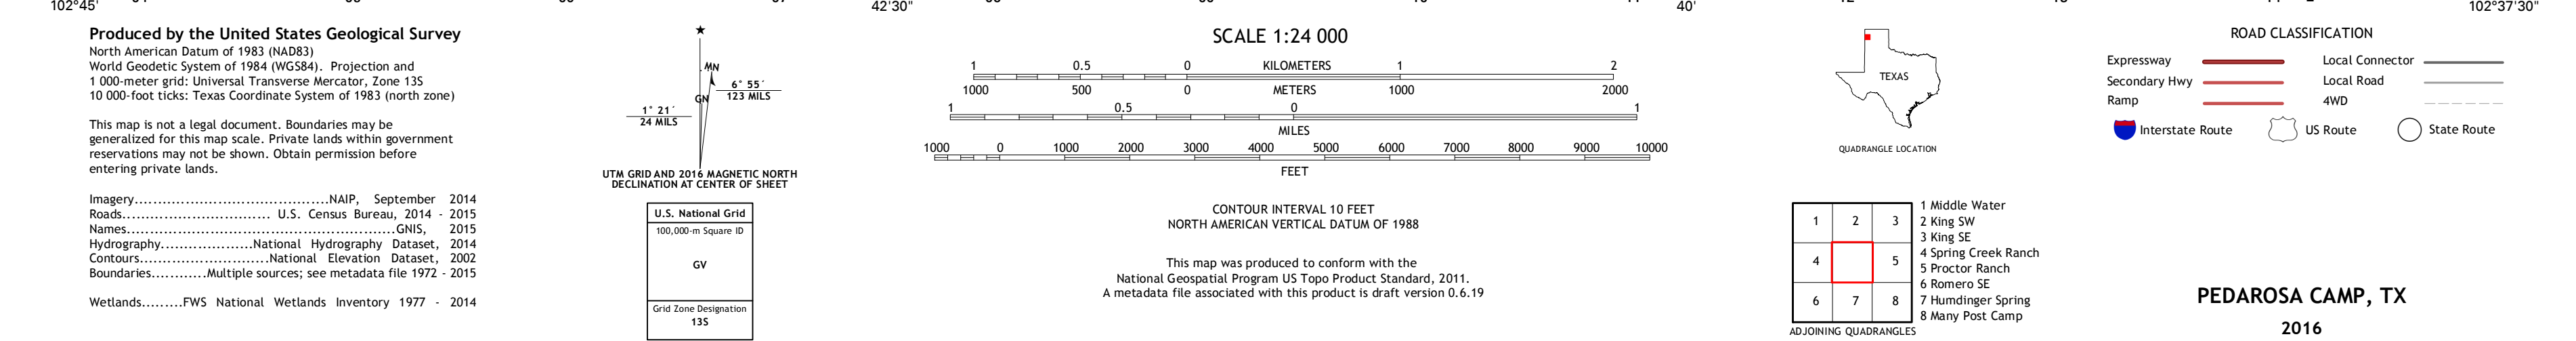 102°45'
42'30"
40'
102°37'30"
Produced by the United States Geological Survey
North American Datum of 1983 (NAD83)
World Geodetic System of 1984 (WGS84). Projection and
1 000-meter grid: Universal Transverse Mercator, Zone 13S
10 000-foot ticks: Texas Coordinate System of 1983 (north zone)
This map is not a legal document. Boundaries may be
generalized for this map scale. Private lands within government
reservations may not be shown. Obtain permission before
entering private lands.
Imagery.......................................NAIP, September 2014
Roads.............................. U.S. Census Bureau, 2014 - 2015
Names......................................................GNIS, 2015
Hydrography...................National Hydrography Dataset, 2014
Contours............................National Elevation Dataset, 2002
Boundaries...........Multiple sources; see metadata file 1972 - 2015
Wetlands.........FWS National Wetlands Inventory 1977 - 2014
MN
GN
6° 55´
123 MILS
1° 21´
24 MILS
UTM GRID AND 2016 MAGNETIC NORTH
DECLINATION AT CENTER OF SHEET
U.S. National Grid
100,000-m Square ID
GV
Grid Zone Designation
13S
SCALE 1:24 000
1 0.5 0 KILOMETERS 1 2
1000 500 0 METERS 1000 2000
1 0.5 0 1
MILES
1000 0 1000 2000 3000 4000 5000 6000 7000 8000 9000 10000
FEET
CONTOUR INTERVAL 10 FEET
NORTH AMERICAN VERTICAL DATUM OF 1988
This map was produced to conform with the
National Geospatial Program US Topo Product Standard, 2011.
A metadata file associated with this product is draft version 0.6.19
TEXAS
QUADRANGLE LOCATION
1 2 3
4 5
6 7 8
ADJOINING QUADRANGLES
1 Middle Water
2 King SW
3 King SE
4 Spring Creek Ranch
5 Proctor Ranch
6 Romero SE
7 Humdinger Spring
8 Many Post Camp
ROAD CLASSIFICATION
Expressway
Local Connector
Secondary Hwy
Local Road
Ramp
4WD
Interstate Route
US Route
State Route
PEDAROSA CAMP, TX
2016